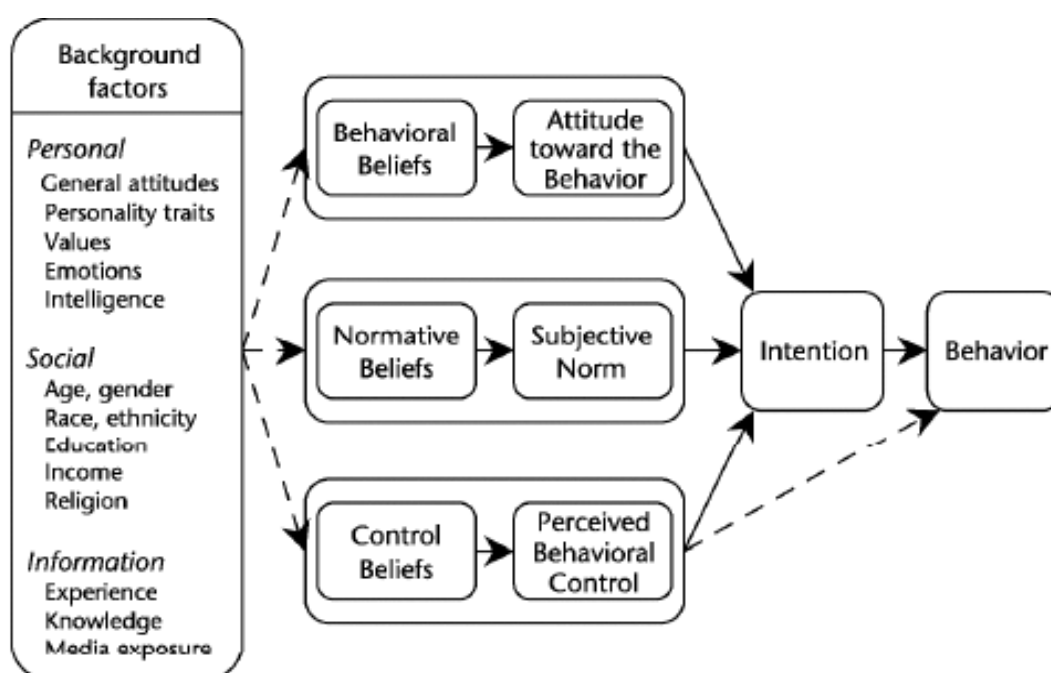 Background
factors
Personal
General attitudes
Personality traits
Values
Emotions
Intelligence
Social
Age, gender
Race, ethnicity
Education
Income
Religion
Information
Experience
Knowledge
Media exposure
Behavioral
Beliefs
Attitude
toward the
Behavior
Normative
Beliefs
Subjective
Norm
Control
Beliefs
Perceived
Behavioral
Control
Intention
Behavior